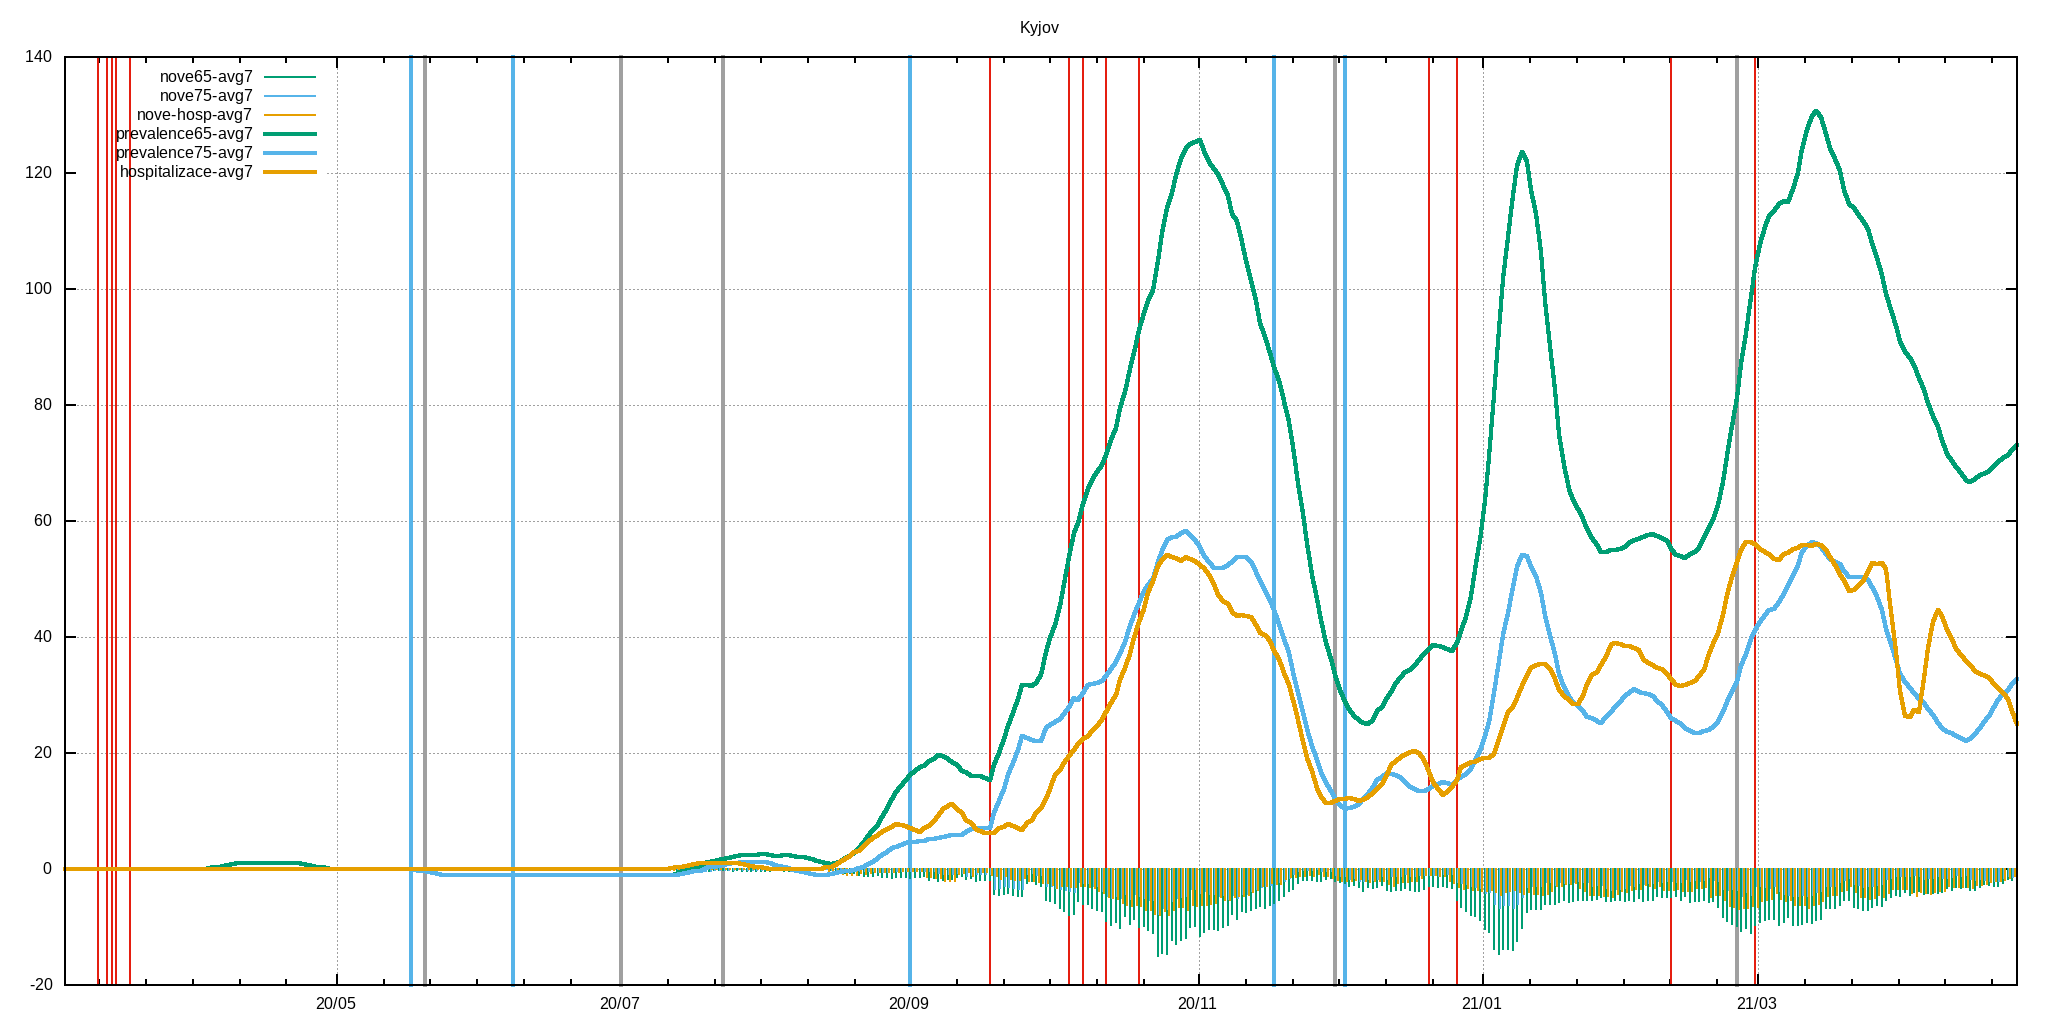 Kyjov
140
120
100
80
60
40
20
0
-20
nove65-avg7
nove75-avg7
nove-hosp-avg7
prevalence65-avg7
prevalence75-avg7
hospitalizace-avg7
20/05 20/07 20/09 20/11 21/01 21/03